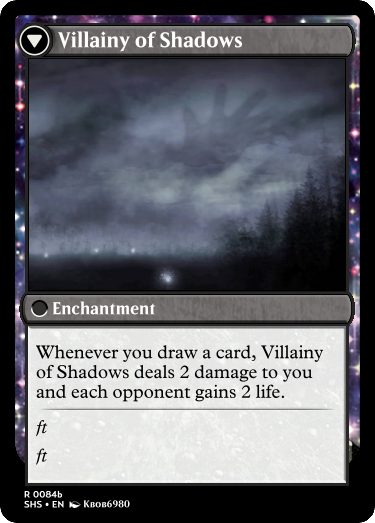 Villainy of Shadows
Enchantment
Whenever you draw a card, Villainy
of Shadows deals 2 damage to you
and each opponent gains 2 life.
ft
ft
R 0084b
SHS • EN Kbob6980